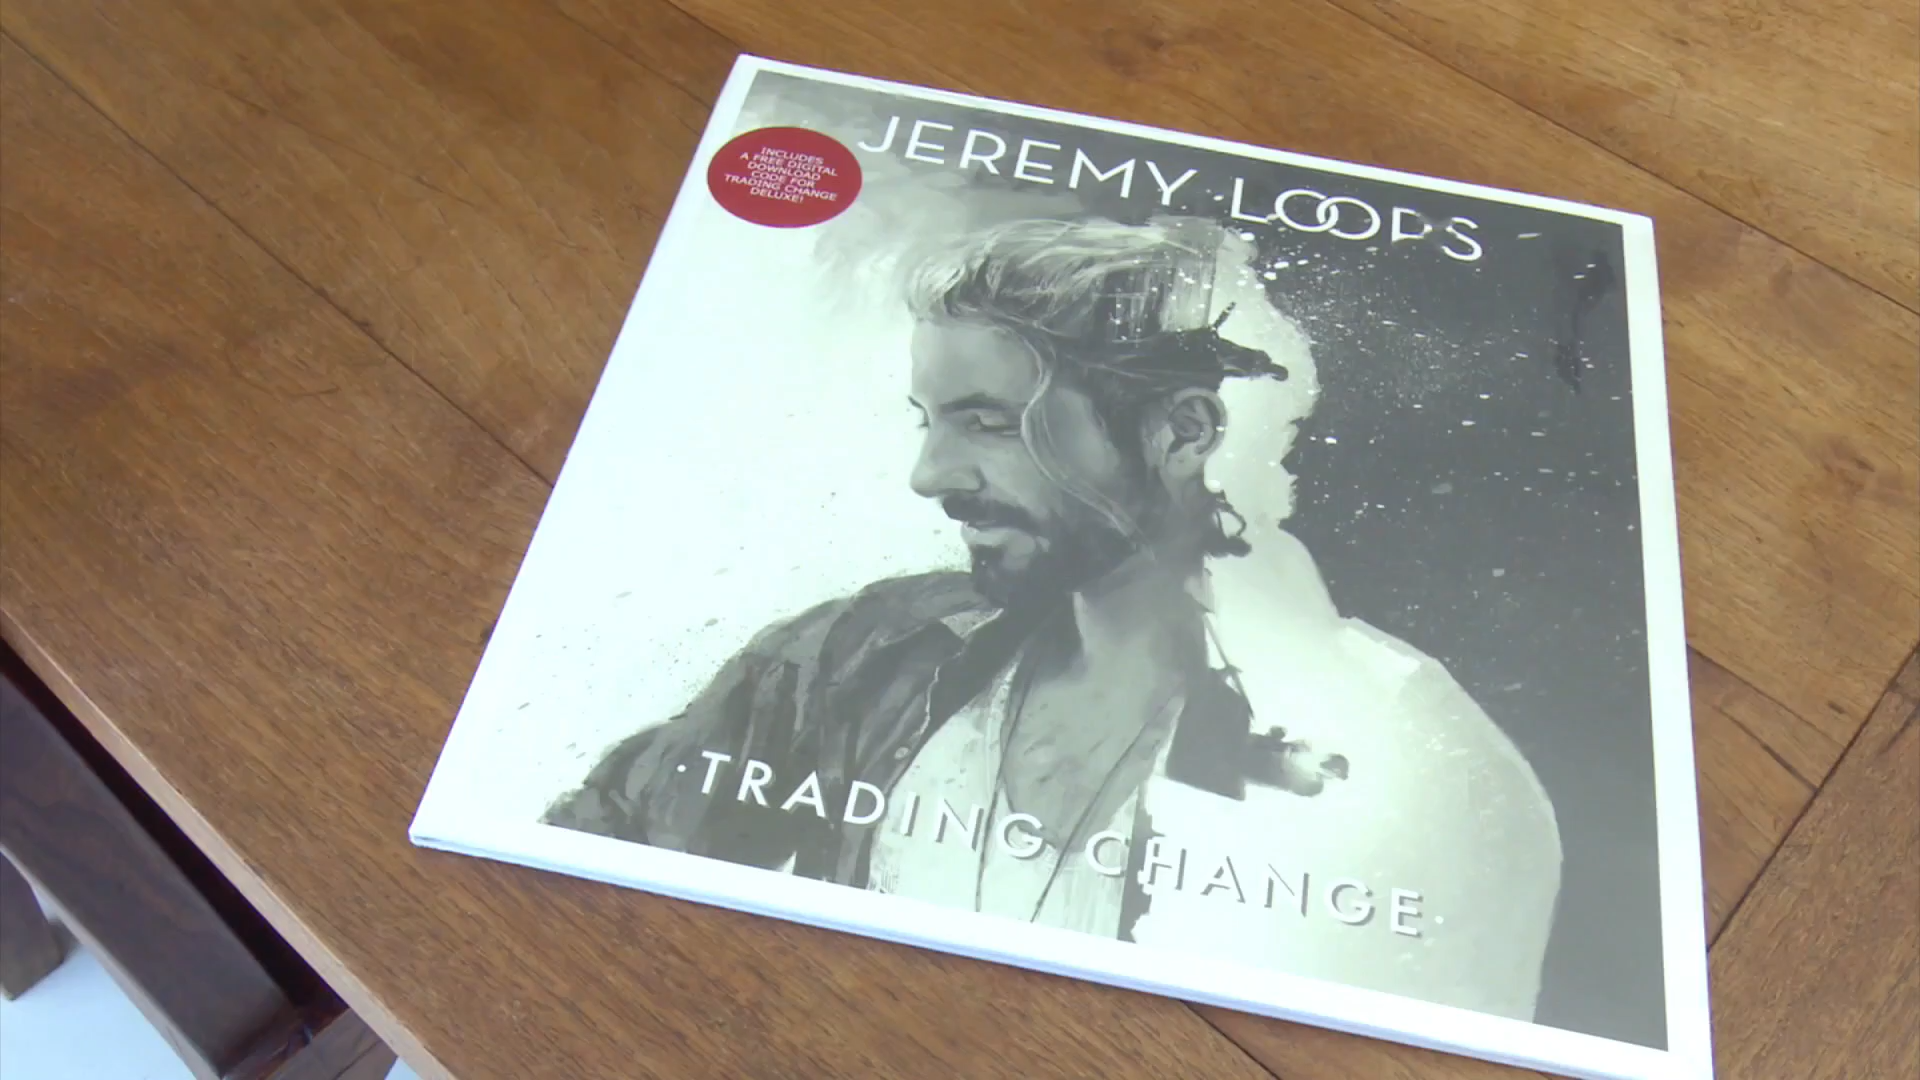 JEREMY LOOPS
INCLUDES
A FREE DIGITAL
DOWNLOAD
CODE FOR
TRADING CHANGE
DELUXE!
·TRADING CHANGE·